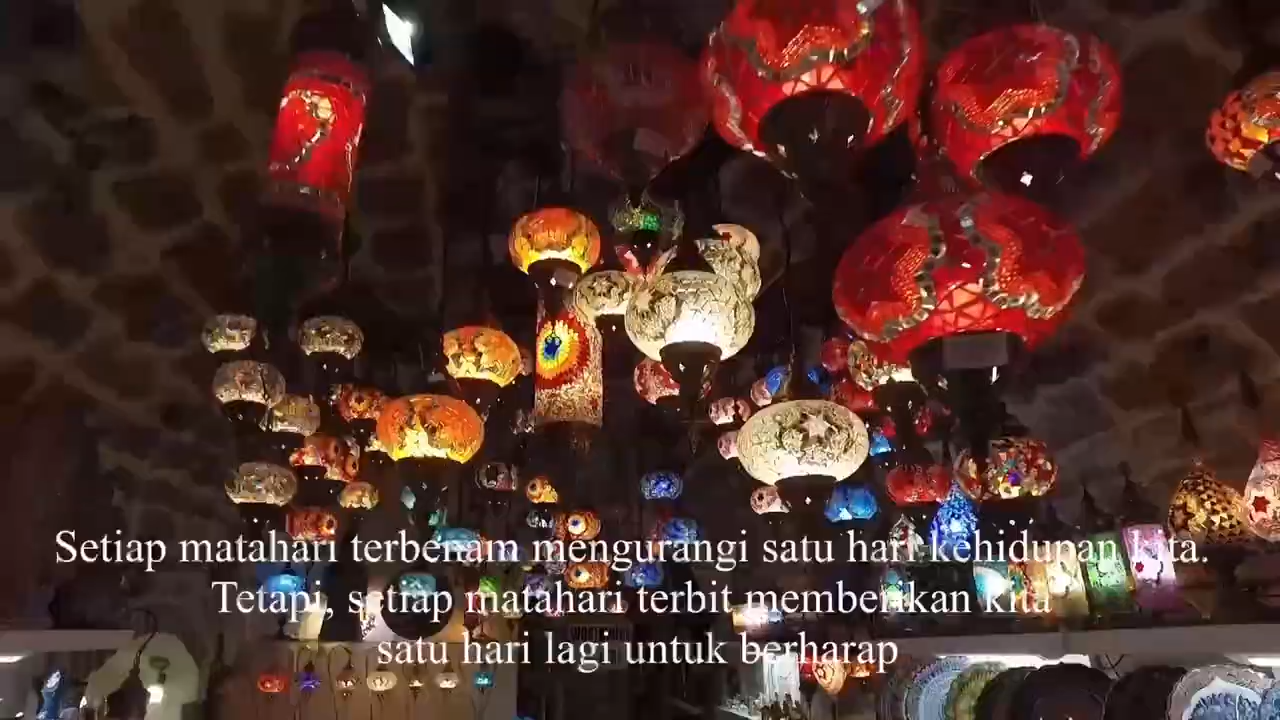 Setiap matahari terbenam mengurangi satu hari kehidupan kita.
Tetapi, setiap matahari terbit memberikan kita
satu hari lagi untuk berharap